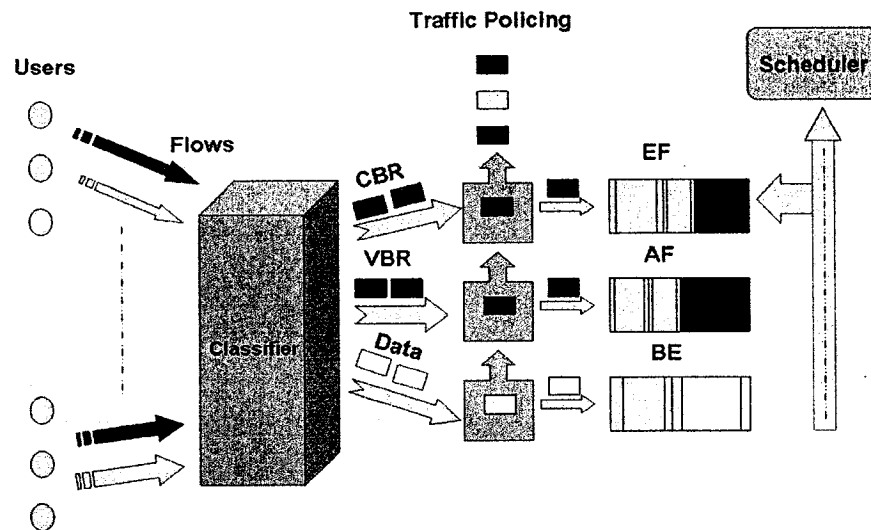 Traffic Policing
Users
Scheduler
Flows
CBR
EF
VBR
AF
Classifier
Data
BE